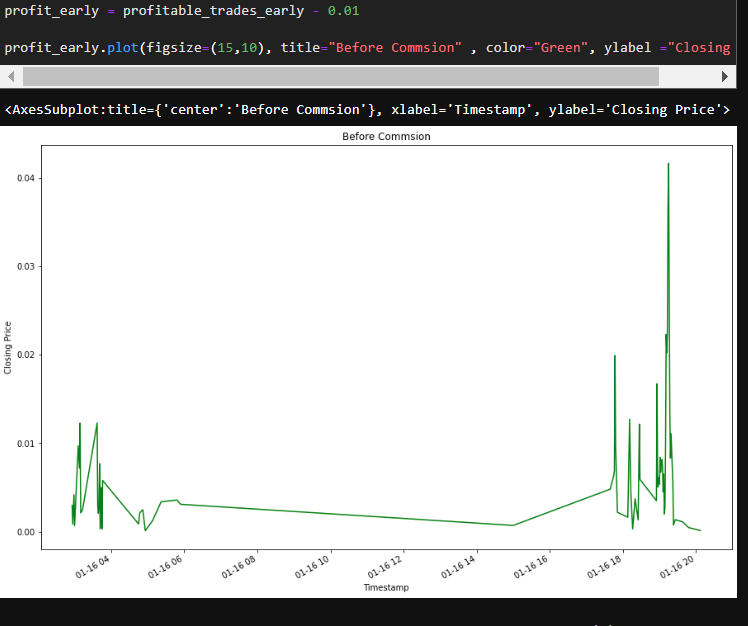 profit_early = profitable_trades_early - 0.01
profit_early.plot(figsize=(15,10), title="Before Commsion" , color="Green", ylabel ="Closing
<AxesSubplot:title={'center':'Before Commsion'}, xlabel='Timestamp', ylabel='Closing Price'>
Before Commsion
0.04
0.03
0.02
0.01
0.00
Closing Price
01-16 04
01-16 06
01-16 08
01-16 10
01-16 12
01-16 14
01-16 16
01-16 18
01-16 20
Timestamp